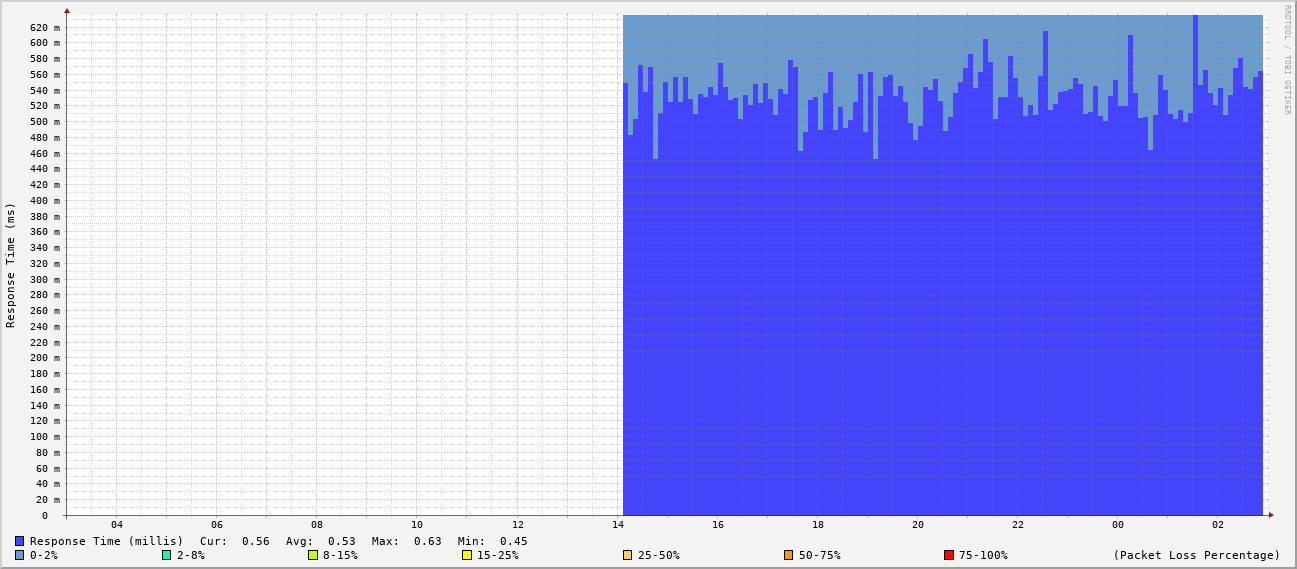 RRDTOOL / TOBI OETIKER
Response Time (ms)
620 m
600 m
580 m
560 m
540 m
520 m
500 m
480 m
460 m
440 m
420 m
400 m
380 m
360 m
340 m
320 m
300 m
280 m
260 m
240 m
220 m
200 m
180 m
160 m
140 m
120 m
100 m
80 m
60 m
40 m
20 m
0
04 06 08 10 12 14 16 18 20 22 00 02
Response Time (millis) Cur: 0.56 Avg: 0.53 Max: 0.63 Min: 0.45
0-2% 2-8% 8-15% 15-25% 25-50% 50-75% 75-100% (Packet Loss Percentage)